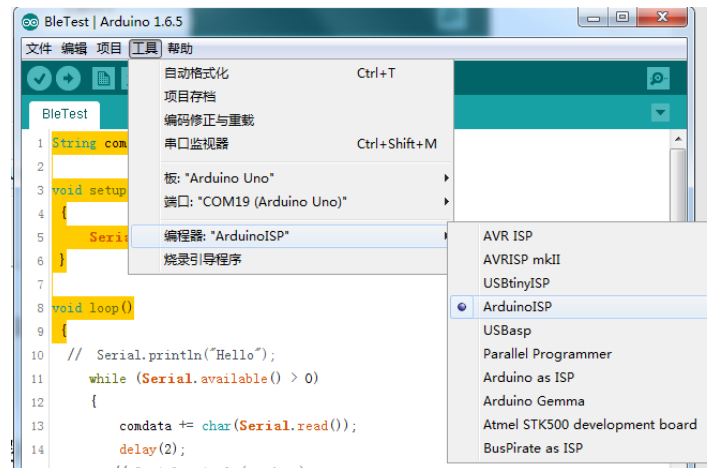 BleTest | Arduino 1.6.5
文件 编辑 项目 工具 帮助
BleTest
自动格式化 Ctrl+T
项目存档
编码修正与重载
串口监视器 Ctrl+Shift+M
板: "Arduino Uno"
端口: "COM19 (Arduino Uno)"
编程器: "ArduinoISP"
烧录引导程序
AVR ISP
AVRISP mkII
USBtinyISP
ArduinoISP
USBasp
Parallel Programmer
Arduino as ISP
Arduino Gemma
Atmel STK500 development board
BusPirate as ISP
1 String com
2
3 void setup
4 {
5 Seri
6 }
7
8 void loop()
9 {
10 // Serial.println("Hello");
11 while (Serial.available() > 0)
12 {
13 comdata += char(Serial.read());
14 delay(2);